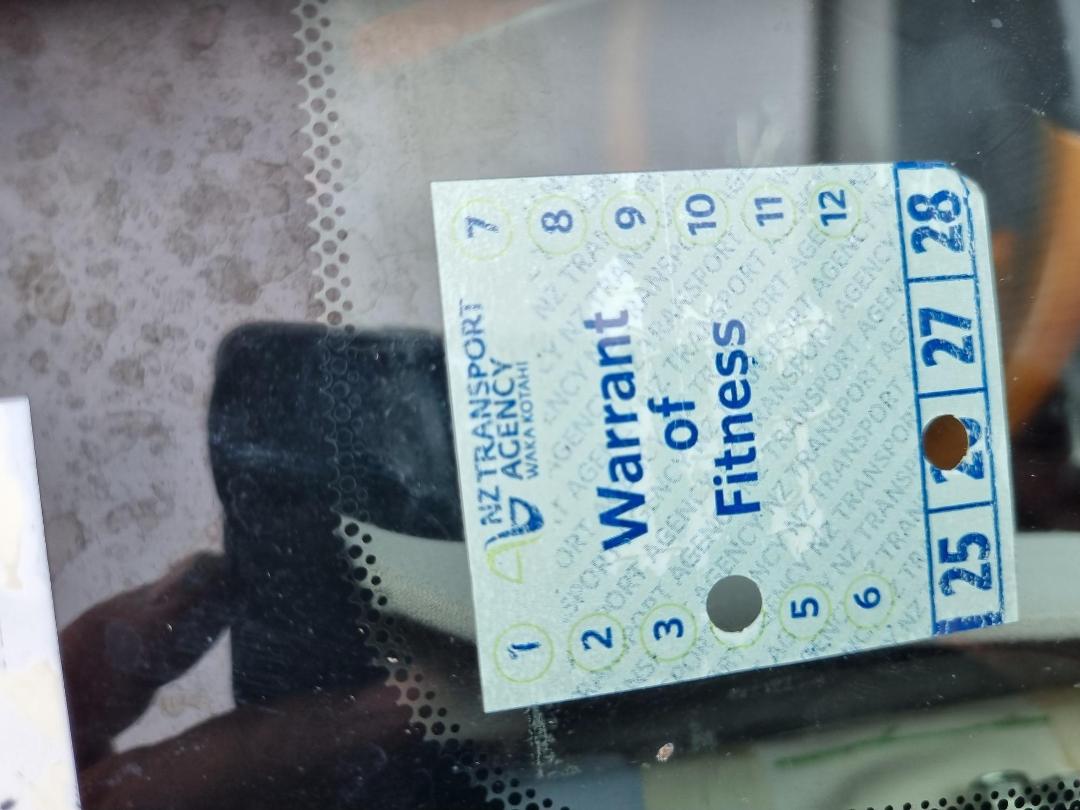 NZ TRANSPORT
AGENCY
WAKA KOTAHI
1
7
2
8
Warrant
3
9
of
10
Fitness
5
11
6
12
25
27
28